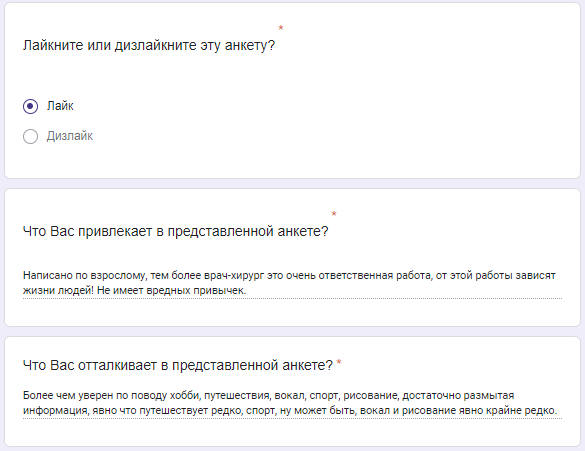 Лайкните или дизлайкните эту анкету? *
Лайк
Дизлайк
Что Вас привлекает в представленной анкете? *
Написано по взрослому, тем более врач-хирург это очень ответственная работа, от этой работы зависят
жизни людей! Не имеет вредных привычек.
Что Вас отталкивает в представленной анкете? *
Более чем уверен по поводу хобби, путешествия, вокал, спорт, рисование, достаточно размытая
информация, явно что путешествует редко, спорт, ну может быть, вокал и рисование явно крайне редко.